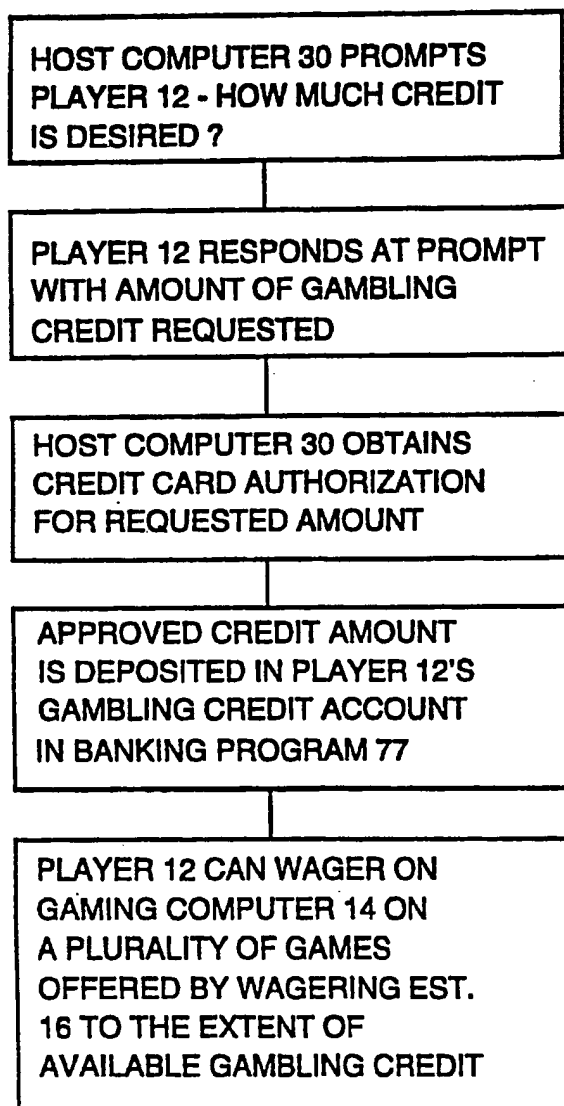 HOST COMPUTER 30 PROMPTS
PLAYER 12 - HOW MUCH CREDIT
IS DESIRED ?
PLAYER 12 RESPONDS AT PROMPT
WITH AMOUNT OF GAMBLING
CREDIT REQUESTED
HOST COMPUTER 30 OBTAINS
CREDIT CARD AUTHORIZATION
FOR REQUESTED AMOUNT
APPROVED CREDIT AMOUNT
IS DEPOSITED IN PLAYER 12'S
GAMBLING CREDIT ACCOUNT
IN BANKING PROGRAM 77
PLAYER 12 CAN WAGER ON
GAMING COMPUTER 14 ON
A PLURALITY OF GAMES
OFFERED BY WAGERING EST.
16 TO THE EXTENT OF
AVAILABLE GAMBLING CREDIT